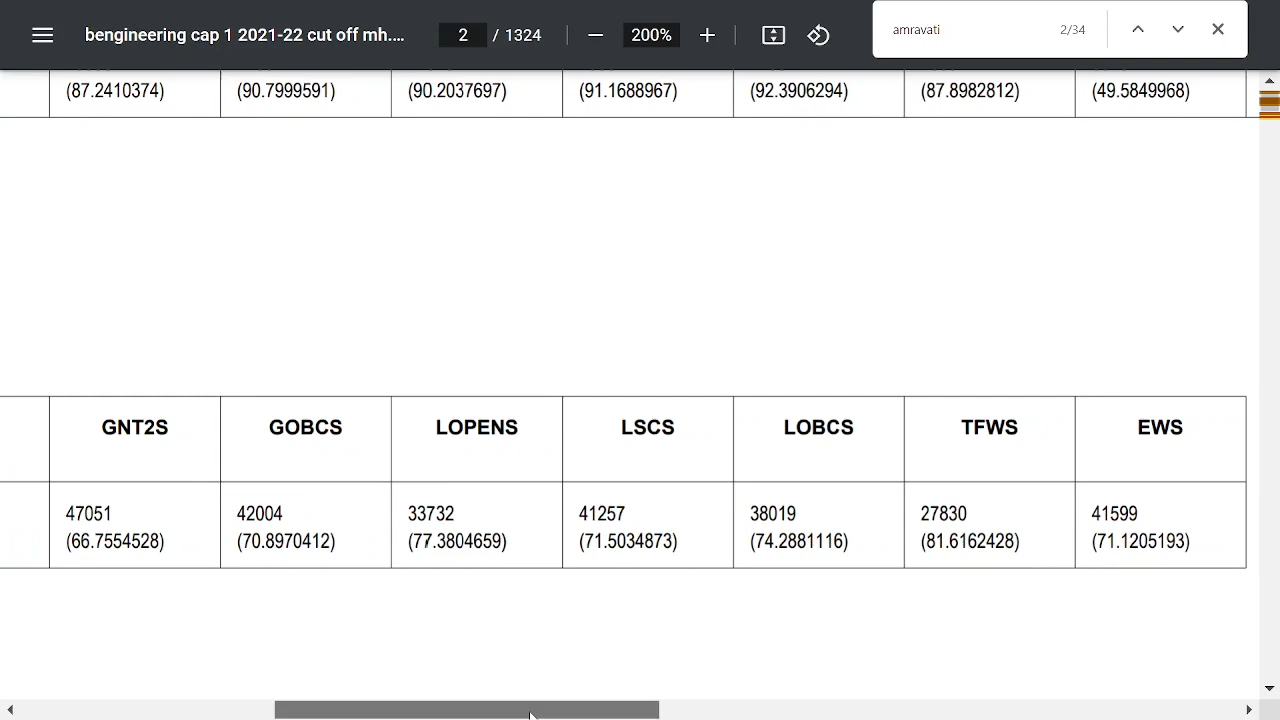 bengineering cap 1 2021-22 cut off mh.... 2 / 1324 200% amravati 2/34
(87.2410374) (90.7999591) (90.2037697) (91.1688967) (92.3906294) (87.8982812) (49.5849968)
GNT2S GOBCS LOPENS LSCS LOBCS TFWS EWS
47051 42004 33732 41257 38019 27830 41599
(66.7554528) (70.8970412) (77.3804659) (71.5034873) (74.2881116) (81.6162428) (71.1205193)